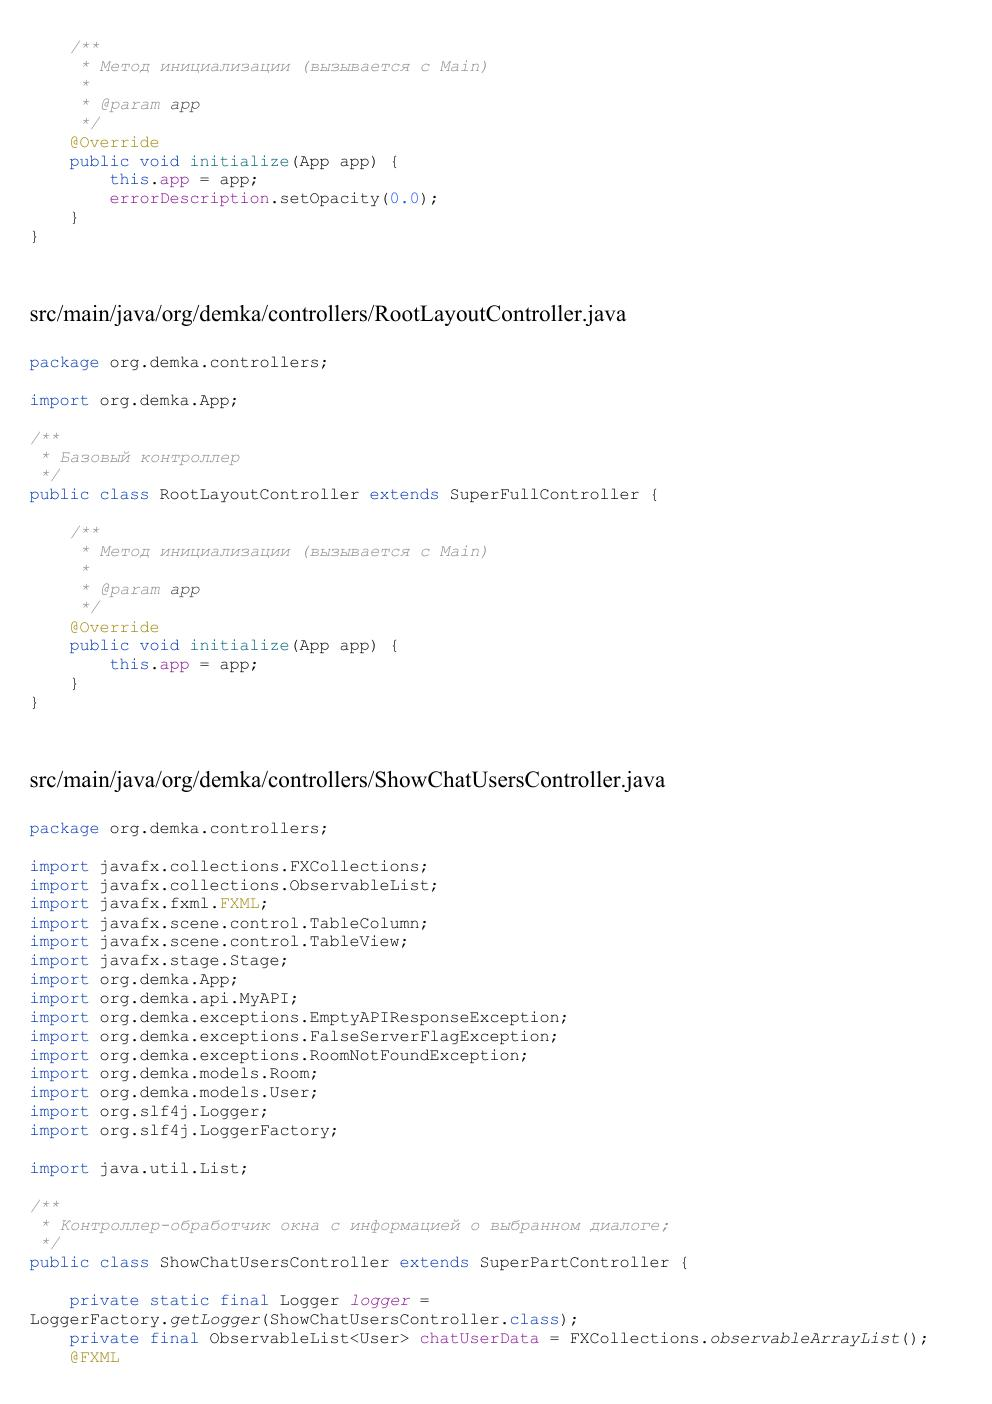 /**
     * Метод инициализации (вызывается с Main)
     *
     * @param app
     */
    @Override
    public void initialize(App app) {
        this.app = app;
        errorDescription.setOpacity(0.0);
    }
}
src/main/java/org/demka/controllers/RootLayoutController.java
package org.demka.controllers;
import org.demka.App;
/**
 * Базовый контроллер
 */
public class RootLayoutController extends SuperFullController {
    /**
     * Метод инициализации (вызывается с Main)
     *
     * @param app
     */
    @Override
    public void initialize(App app) {
        this.app = app;
    }
}
src/main/java/org/demka/controllers/ShowChatUsersController.java
package org.demka.controllers;
import javafx.collections.FXCollections;
import javafx.collections.ObservableList;
import javafx.fxml.FXML;
import javafx.scene.control.TableColumn;
import javafx.scene.control.TableView;
import javafx.stage.Stage;
import org.demka.App;
import org.demka.api.MyAPI;
import org.demka.exceptions.EmptyAPIResponseException;
import org.demka.exceptions.FalseServerFlagException;
import org.demka.exceptions.RoomNotFoundException;
import org.demka.models.Room;
import org.demka.models.User;
import org.slf4j.Logger;
import org.slf4j.LoggerFactory;
import java.util.List;
/**
 * Контроллер-обработчик окна с информацией о выбранном диалоге;
 */
public class ShowChatUsersController extends SuperPartController {
    private static final Logger logger =
LoggerFactory.getLogger(ShowChatUsersController.class);
    private final ObservableList<User> chatUserData = FXCollections.observableArrayList();
    @FXML